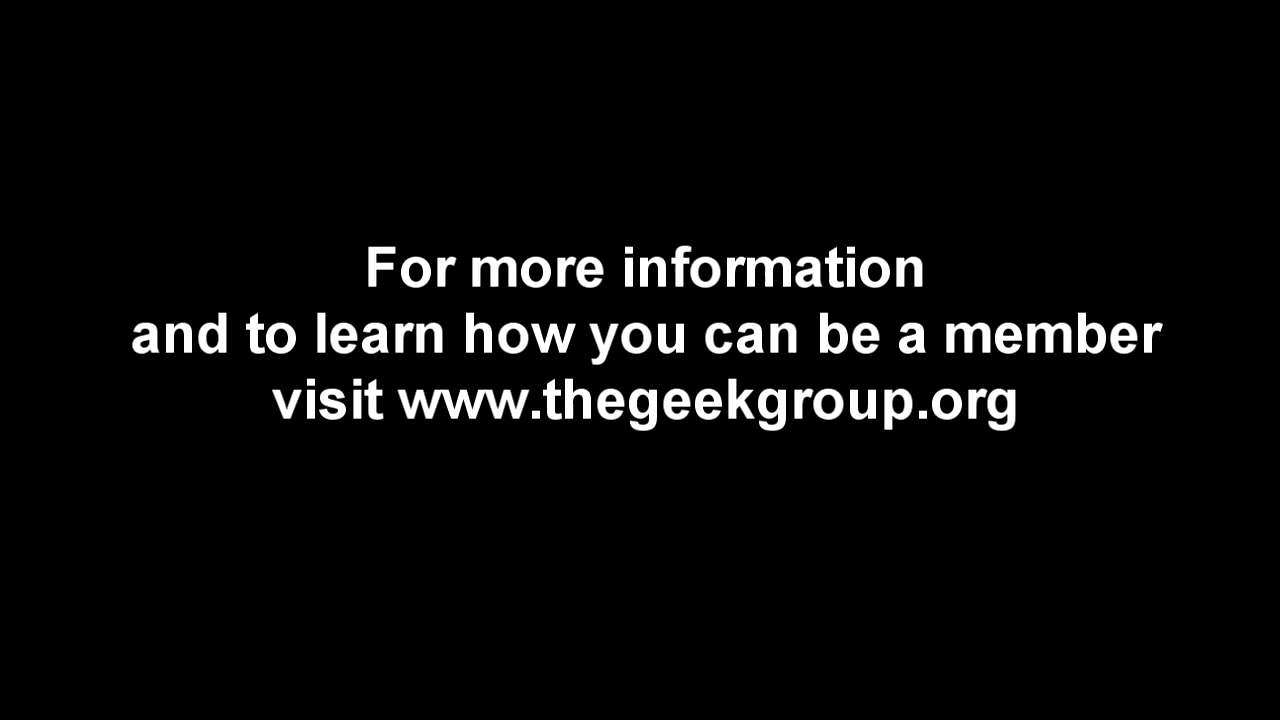 For more information
and to learn how you can be a member
visit www.thegeekgroup.org